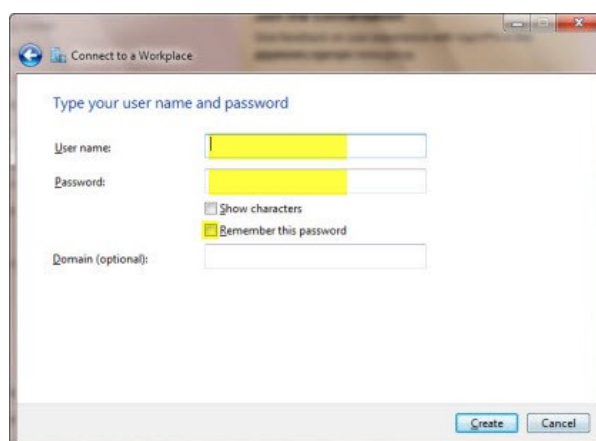 Connect to a Workplace
Type your user name and password
User name:
Password:
Show characters
Remember this password
Domain (optional):
Create Cancel